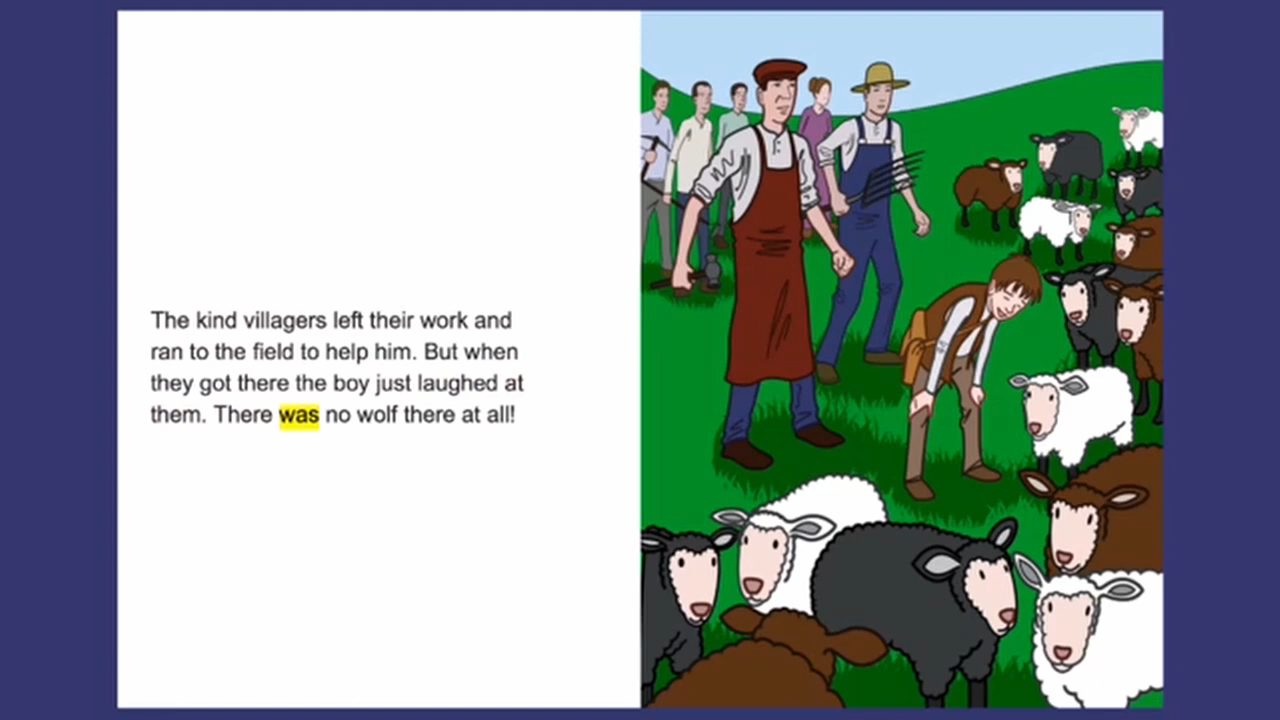 The kind villagers left their work and
ran to the field to help him. But when
they got there the boy just laughed at
them. There was no wolf there at all!